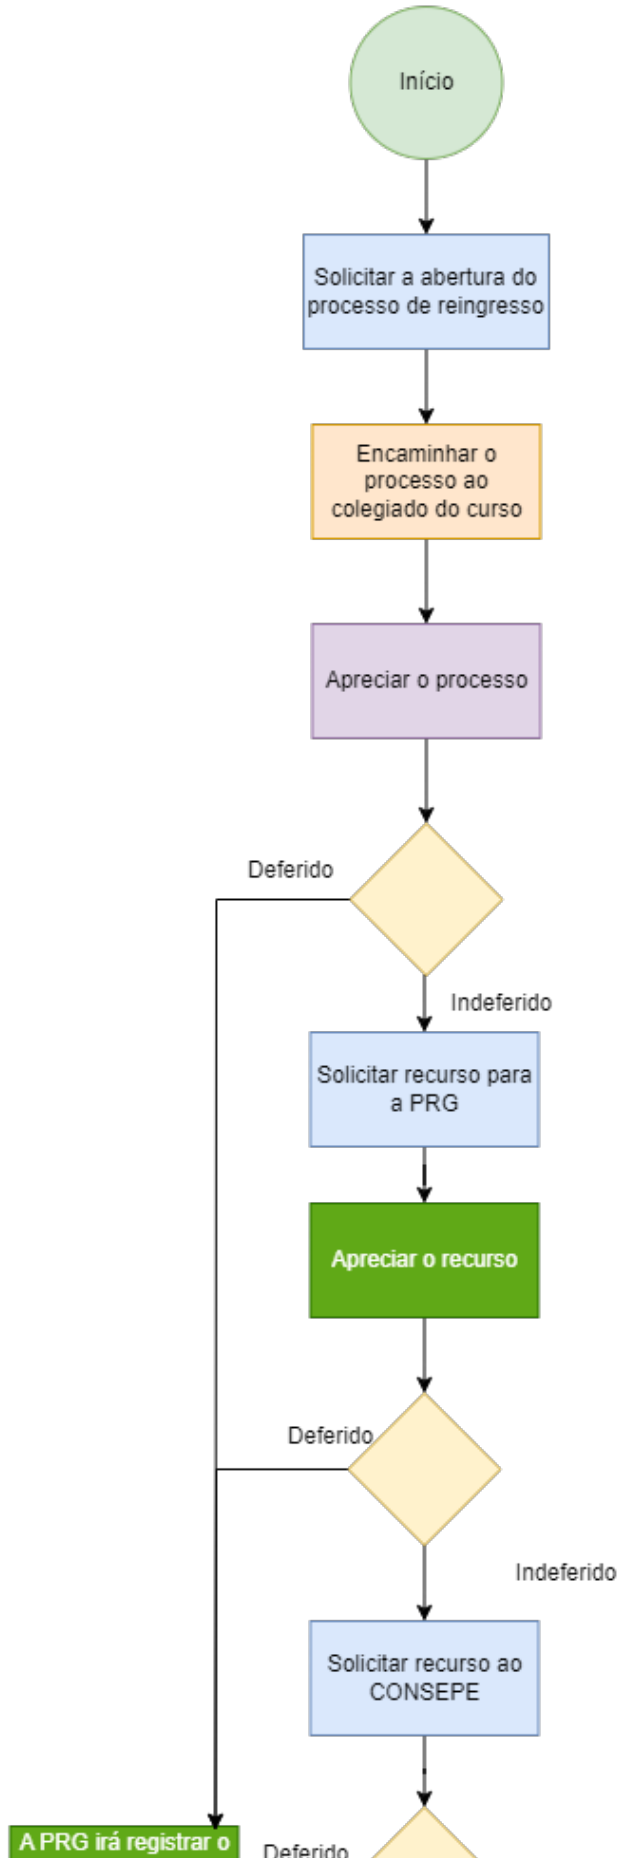 Início
Solicitar a abertura do
processo de reingresso
Encaminhar o
processo ao
colegiado do curso
Apreciar o processo
Deferido
Indeferido
Solicitar recurso para
a PRG
Apreciar o recurso
Deferido
Indeferido
Solicitar recurso ao
CONSEPE
A PRG irá registrar o
Deferido